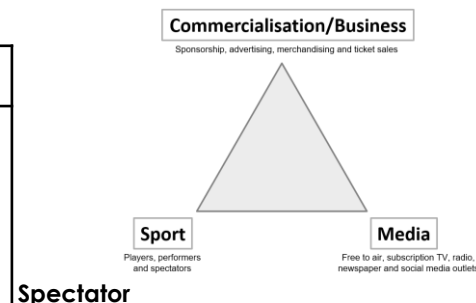 Commercialisation/Business
Sponsorship, advertising, merchandising and ticket sales
Sport
Players, performers
and spectators
Media
Free to air, subscription TV, radio,
newspaper and social media outlets
Spectator